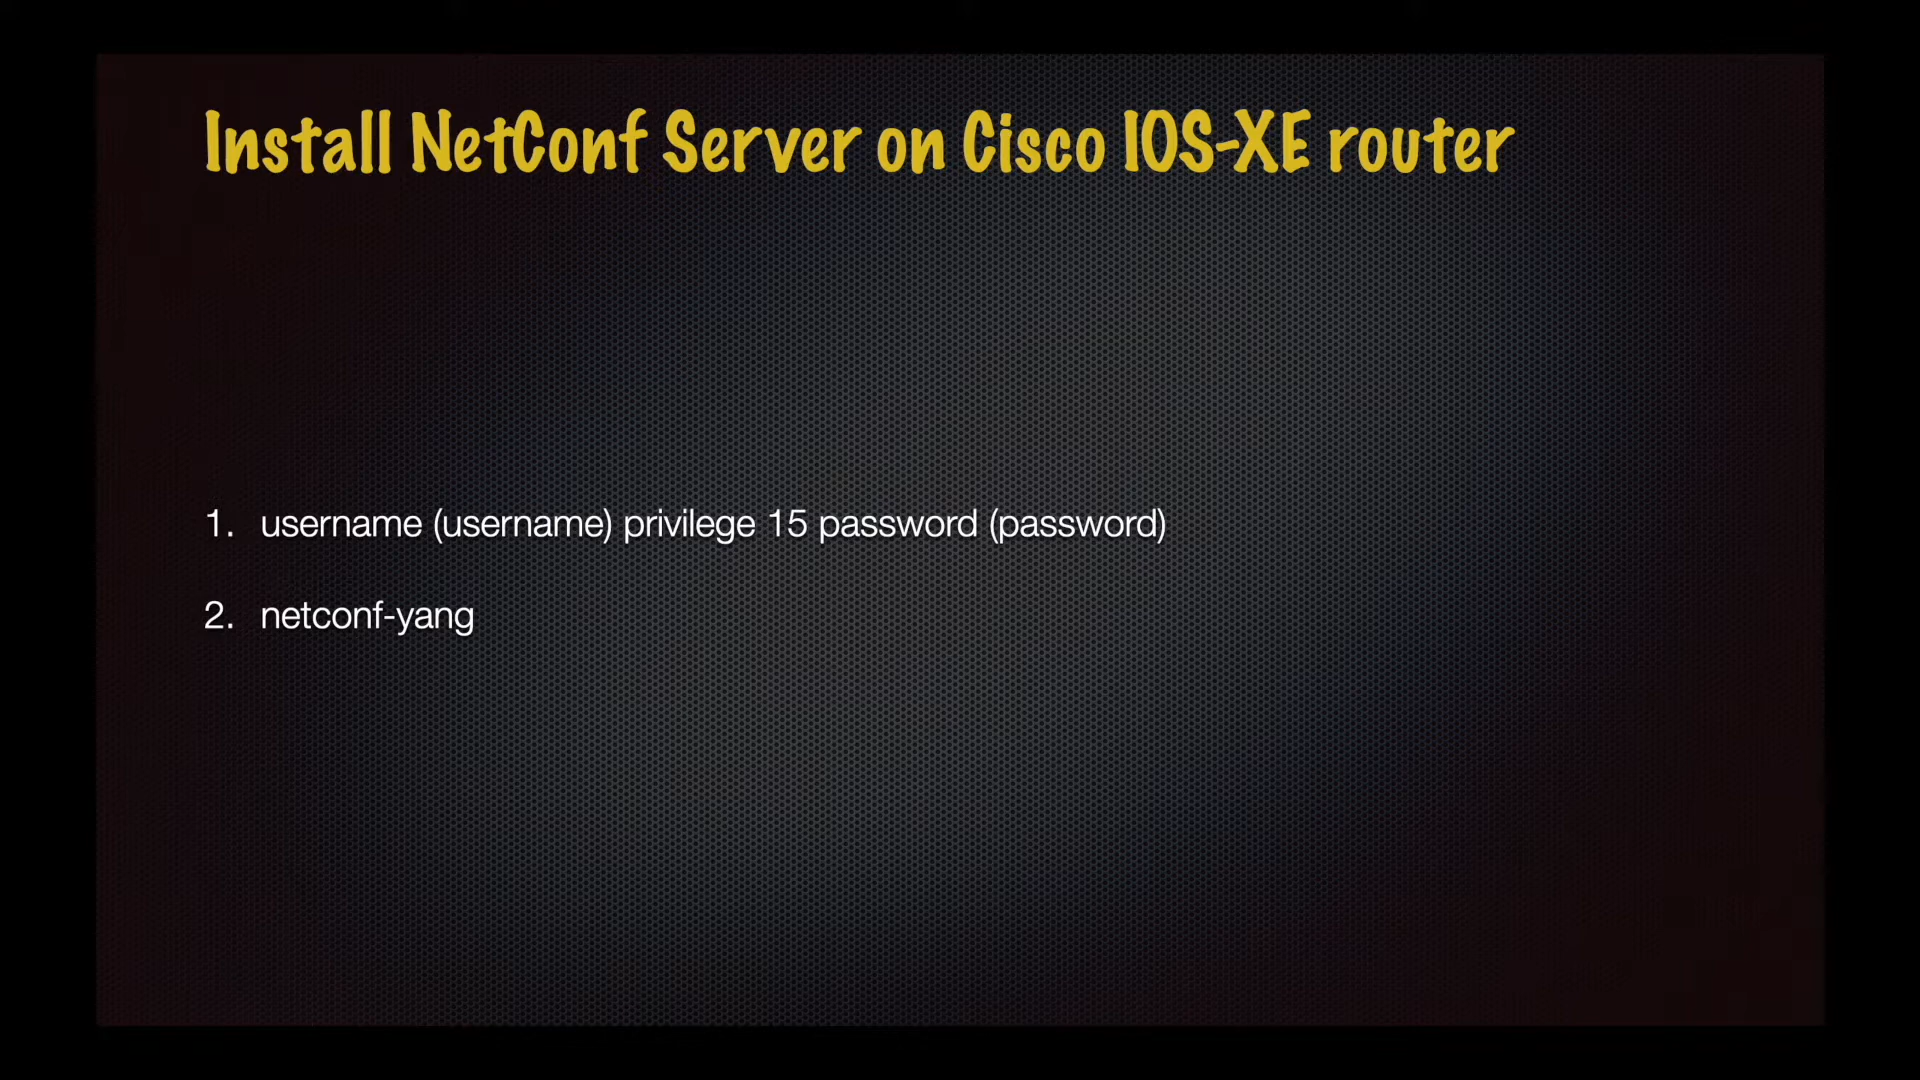 Install NetConf Server on Cisco IOS-XE router
1. username (username) privilege 15 password (password)
2. netconf-yang